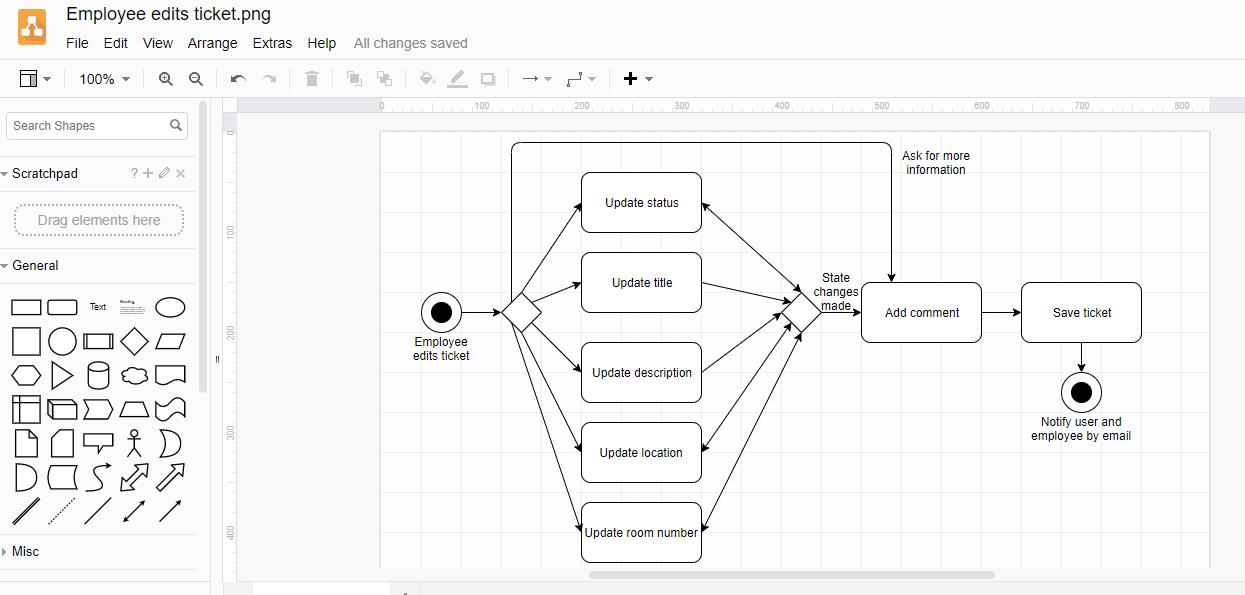 Employee edits ticket.png
File Edit View Arrange Extras Help All changes saved
100%
Search Shapes
Scratchpad
?
Drag elements here
General
Text
Heading
Misc
0 100 200 300 400 500 600 700 800
0
100
200
300
400
Ask for more
information
Update status
Update title
State
changes
made
Add comment
Save ticket
Employee
edits ticket
Update description
Notify user and
employee by email
Update location
Update room number